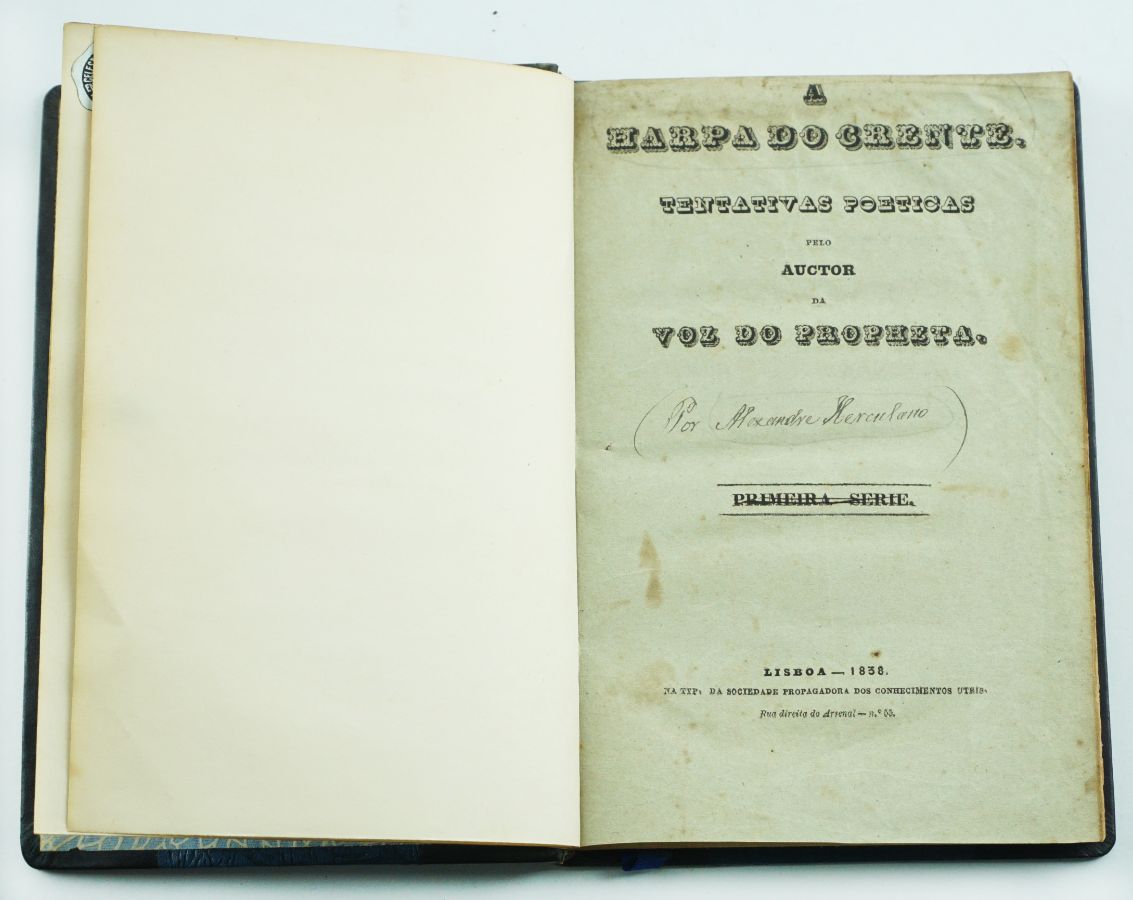 A
HARPA DO CRENTE.
TENTATIVAS POETICAS
PELO
AUCTOR
DA
VOZ DO PROPHETA.
(Por Alexandre Herculano)
PRIMEIRA SERIE.
LISBOA — 1838.
NA TYP. DA SOCIEDADE PROPAGADORA DOS CONHECIMENTOS UTEIS.
Rua direita do Arsenal — n.º 55.